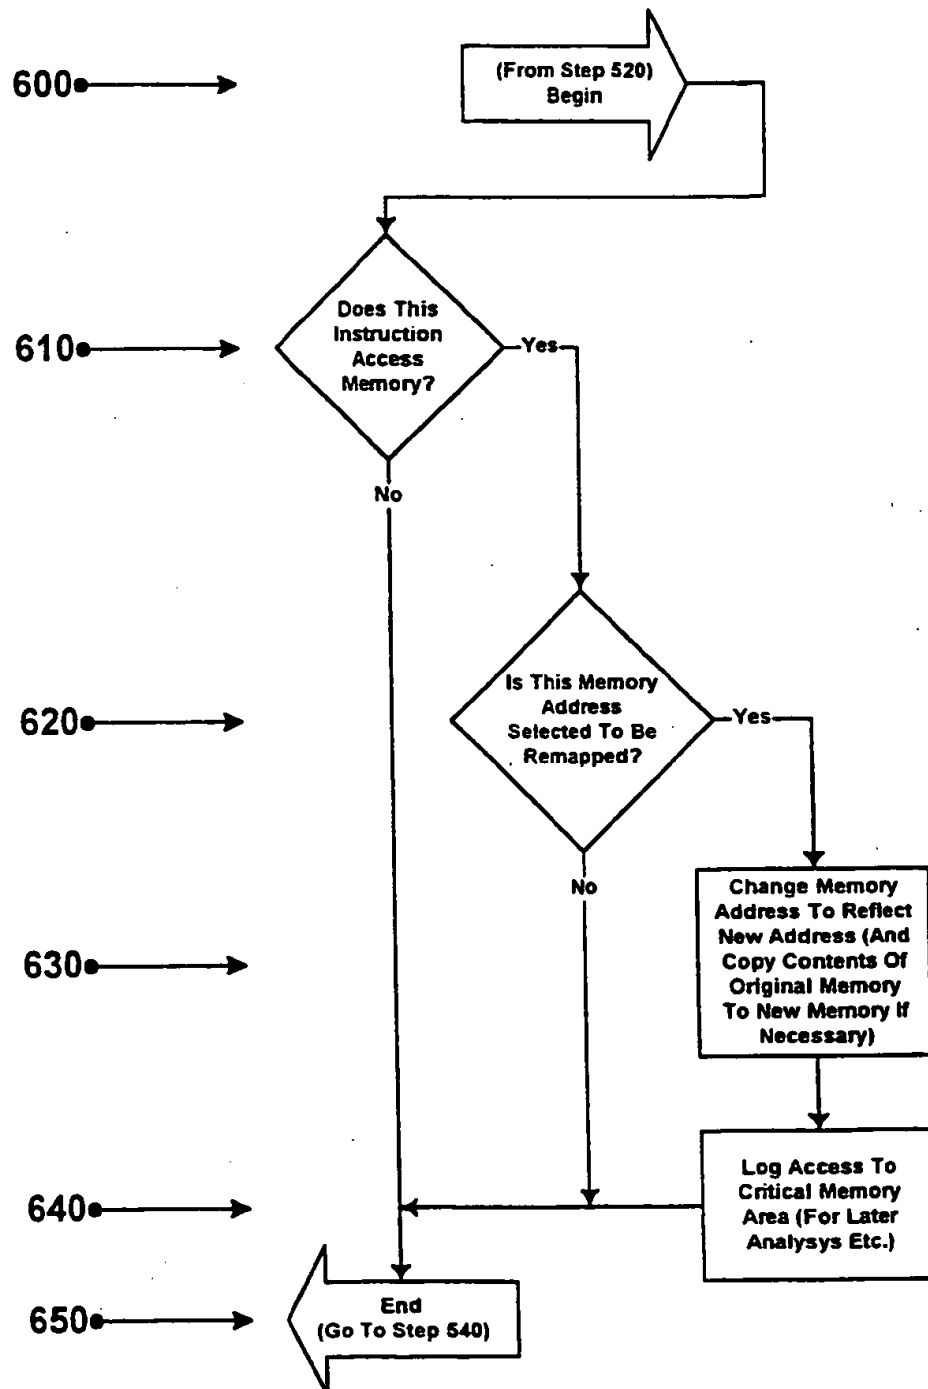 600
(From Step 520)
Begin
610
Does This
Instruction
Access
Memory?
Yes
No
620
Is This Memory
Address
Selected To Be
Remapped?
Yes
No
630
Change Memory
Address To Reflect
New Address (And
Copy Contents Of
Original Memory
To New Memory If
Necessary)
640
Log Access To
Critical Memory
Area (For Later
Analysys Etc.)
650
End
(Go To Step 540)